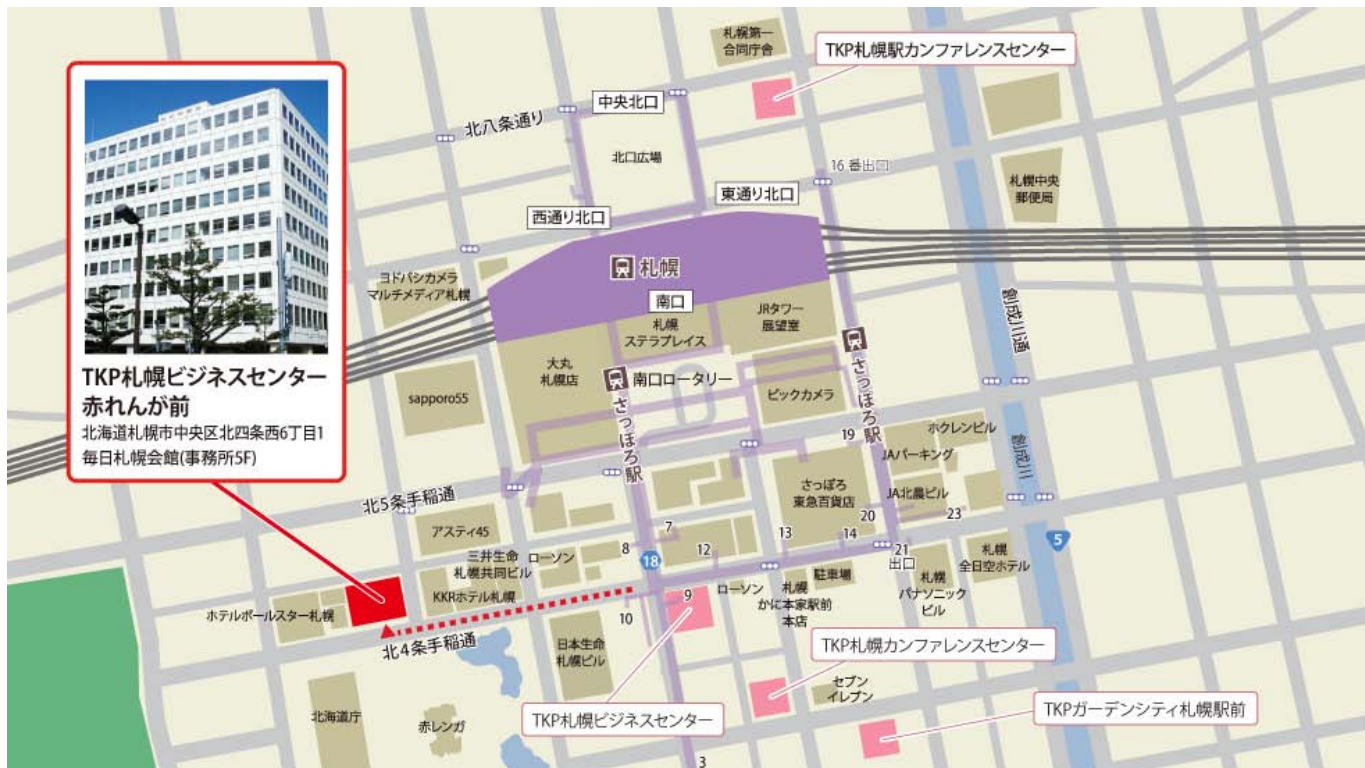 札幌第一
合同庁舎
TKP札幌駅カンファレンスセンター
中央北口
北八条通り
北口広場
16 番出口
東通り北口
札幌中央
郵便局
西通り北口
札幌
ヨドバシカメラ
マルチメディア札幌
南口
JRタワー
展望室
札幌
ステラプレイス
創成川通
大丸
札幌店
南口ロータリー
さっぽろ駅
さっぽろ駅
ビックカメラ
sapporo55
TKP札幌ビジネスセンター
赤れんが前
北海道札幌市中央区北四条西6丁目1
毎日札幌会館(事務所5F)
19
ホクレンビル
JAパーキング
創成川
さっぽろ
東急百貨店
JA北農ビル
北5条手稲通
20
23
アスティ45
7
13
14
5
三井生命
札幌共同ビル
ローソン
8
18
12
21
出口
札幌
全日空ホテル
KKRホテル札幌
ローソン
札幌
かに本家駅前
本店
駐車場
札幌
パナソニック
ビル
ホテルポールスター札幌
9
10
北4条手稲通
日本生命
札幌ビル
TKP札幌カンファレンスセンター
セブン
イレブン
北海道庁
赤レンガ
TKP札幌ビジネスセンター
TKPガーデンシティ札幌駅前
3